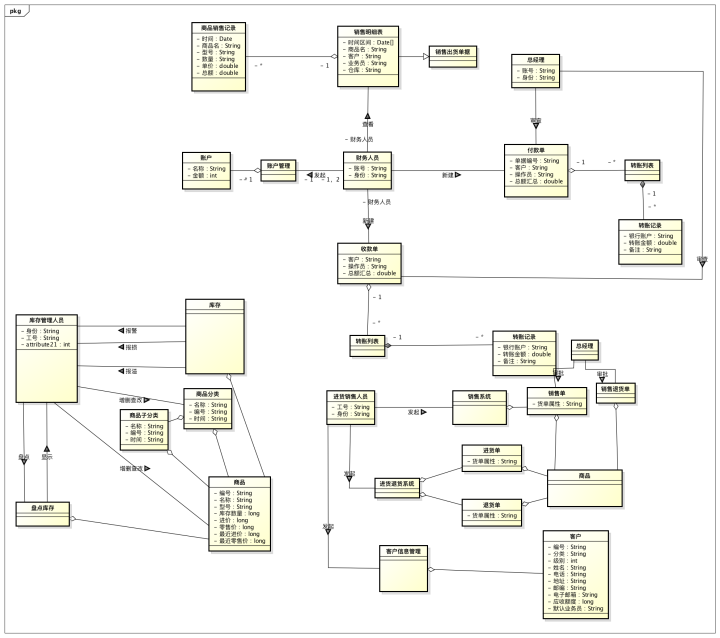 pkg
商品销售记录
- 时间 : Date
- 商品名 : String
- 型号 : String
- 数量 : String
- 单价 : double
- 总额 : double
- *
- 1
销售明细表
- 时间区间 : Date[]
- 商品名 : String
- 客户 : String
- 业务员 : String
- 仓库 : String
销售出货单据
总经理
- 账号 : String
- 身份 : String
审查
查看
- 财务人员
账户
- 名称 : String
- 金额 : int
账户管理
发起
- 1
- 1, 2
财务人员
- 账号 : String
- 身份 : String
新建
付款单
- 单据编号 : String
- 客户 : String
- 操作员 : String
- 总额汇总 : double
- 1
- *
转账列表
- 1
- *
转账记录
- 银行账户 : String
- 转账金额 : double
- 备注 : String
- 财务人员
新建
收款单
- 客户 : String
- 操作员 : String
- 总额汇总 : double
审查
- 1
- *
转账列表
- 1
- *
转账记录
- 银行账户 : String
- 转账金额 : double
- 备注 : String
总经理
审批
审批
库存管理人员
- 身份 : String
- 工号 : String
- attribute21 : int
报警
报损
报溢
库存
增删查改
商品分类
- 名称 : String
- 编号 : String
- 时间 : String
商品子分类
- 名称 : String
- 编号 : String
- 时间 : String
增删查改
盘点
显示
盘点库存
商品
- 编号 : String
- 名称 : String
- 型号 : String
- 库存数量 : long
- 进价 : long
- 零售价 : long
- 最近进价 : long
- 最近零售价 : long
进货销售人员
- 工号 : String
- 身份 : String
发起
销售系统
销售单
- 货单属性 : String
销售退货单
发起
进货退货系统
进货单
- 货单属性 : String
退货单
- 货单属性 : String
商品
发起
客户信息管理
客户
- 编号 : String
- 分类 : String
- 级别 : int
- 姓名 : String
- 电话 : String
- 地址 : String
- 邮编 : String
- 电子邮箱 : String
- 应收额度 : long
- 默认业务员 : String